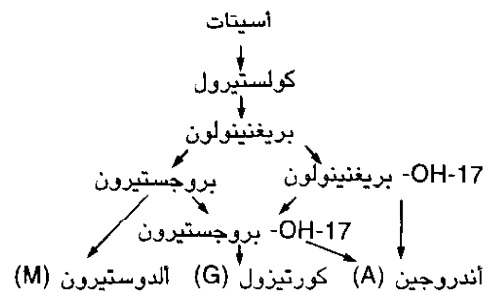 أسيتات
كولستيرول
بريغنينولون
17-OH- بريغنينولون
بروجستيرون
17-OH- بروجستيرون
أندروجين (A)
كورتيزول (G)
ألدوستيرون (M)